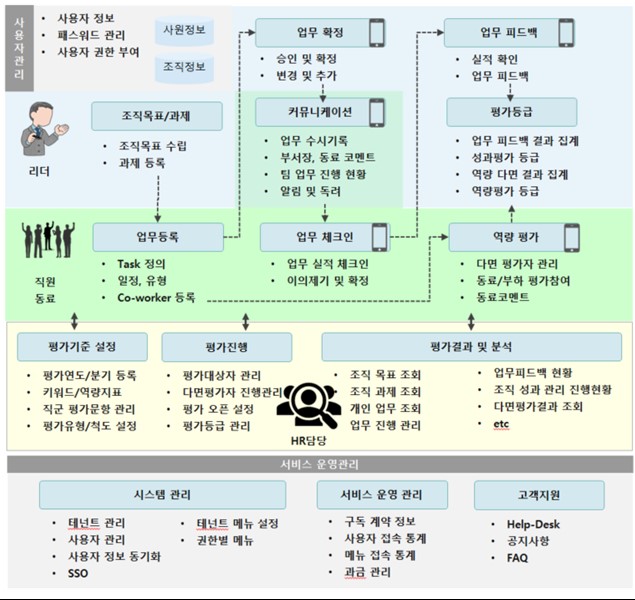 사용자관리
• 사용자 정보
• 패스워드 관리
• 사용자 권한 부여
사원정보
조직정보
업무 확정
• 승인 및 확정
• 변경 및 추가
업무 피드백
• 실적 확인
• 업무 피드백
리더
조직목표/과제
• 조직목표 수립
• 과제 등록
커뮤니케이션
• 업무 수시기록
• 부서장, 동료 코멘트
• 팀 업무 진행 현황
• 알림 및 독려
평가등급
• 업무 피드백 결과 집계
• 성과평가 등급
• 역량 다면 결과 집계
• 역량평가 등급
직원
동료
업무등록
• Task 정의
• 일정, 유형
• Co-worker 등록
업무 체크인
• 업무 실적 체크인
• 이의제기 및 확정
역량 평가
• 다면 평가자 관리
• 동료/부하 평가참여
• 동료코멘트
평가기준 설정
• 평가연도/분기 등록
• 키워드/역량지표
• 직군 평가문항 관리
• 평가유형/척도 설정
평가진행
• 평가대상자 관리
• 다면평가자 진행관리
• 평가 오픈 설정
• 평가등급 관리
HR담당
평가결과 및 분석
• 조직 목표 조회
조직 과제 조회
개인 업무 조회
업무 진행 관리
• 업무피드백 현황
• 조직 성과 관리 진행현황
• 다면평가결과 조회
• etc
서비스 운영관리
시스템 관리
• 테넌트 관리
• 사용자 관리
• 사용자 정보 동기화
• SSO
• 테넌트 메뉴 설정
• 권한별 메뉴
서비스 운영 관리
• 구독 계약 정보
• 사용자 접속 통계
• 메뉴 접속 통계
• 과금 관리
고객지원
• Help-Desk
• 공지사항
• FAQ